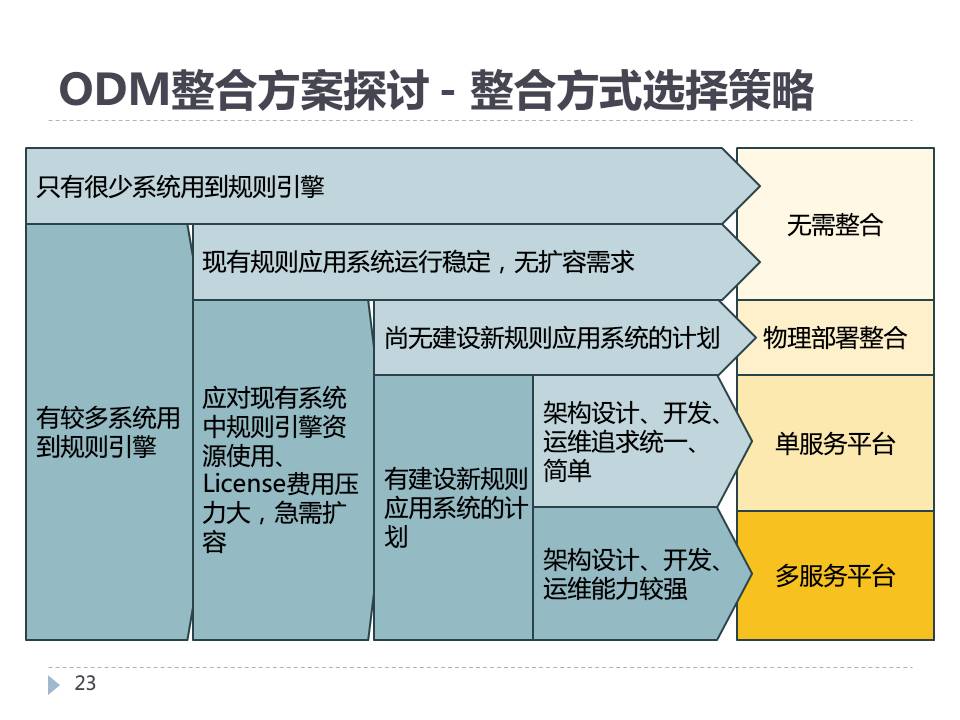 ODM整合方案探讨 - 整合方式选择策略
只有很少系统用到规则引擎
无需整合
现有规则应用系统运行稳定，无扩容需求
尚无建设新规则应用系统的计划
物理部署整合
有较多系统用
到规则引擎
应对现有系统
中规则引擎资
源使用、
License费用压
力大，急需扩
容
有建设新规则
应用系统的计
划
架构设计、开发、
运维追求统一、
简单
单服务平台
架构设计、开发、
运维能力较强
多服务平台
23